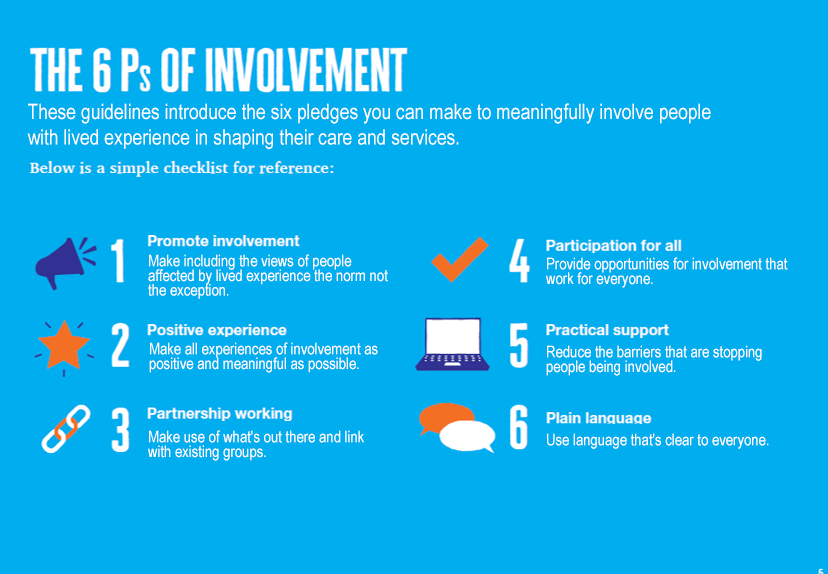 THE 6 Ps OF INVOLVEMENT
These guidelines introduce the six pledges you can make to meaningfully involve people
with lived experience in shaping their care and services.
Below is a simple checklist for reference:
1
Promote involvement
Make including the views of people
affected by lived experience the norm not
the exception.
2
Positive experience
Make all experiences of involvement as
positive and meaningful as possible.
3
Partnership working
Make use of what's out there and link
with existing groups.
4
Participation for all
Provide opportunities for involvement that
work for everyone.
5
Practical support
Reduce the barriers that are stopping
people being involved.
6
Plain language
Use language that's clear to everyone.